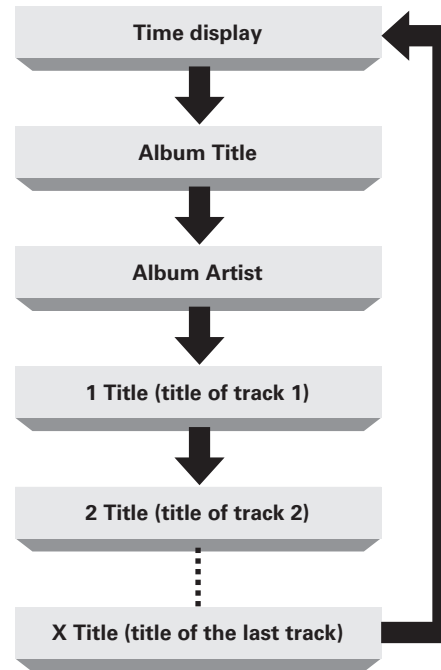 Time display
Album Title
Album Artist
1 Title (title of track 1)
2 Title (title of track 2)
X Title (title of the last track)